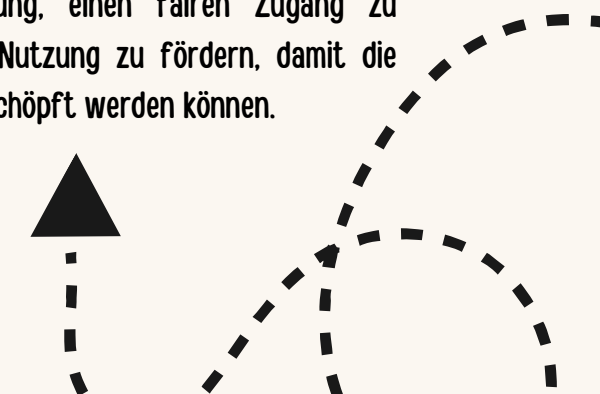 ung, einen fairen Zugang zu
Nutzung zu fördern, damit die
chöpft werden können.